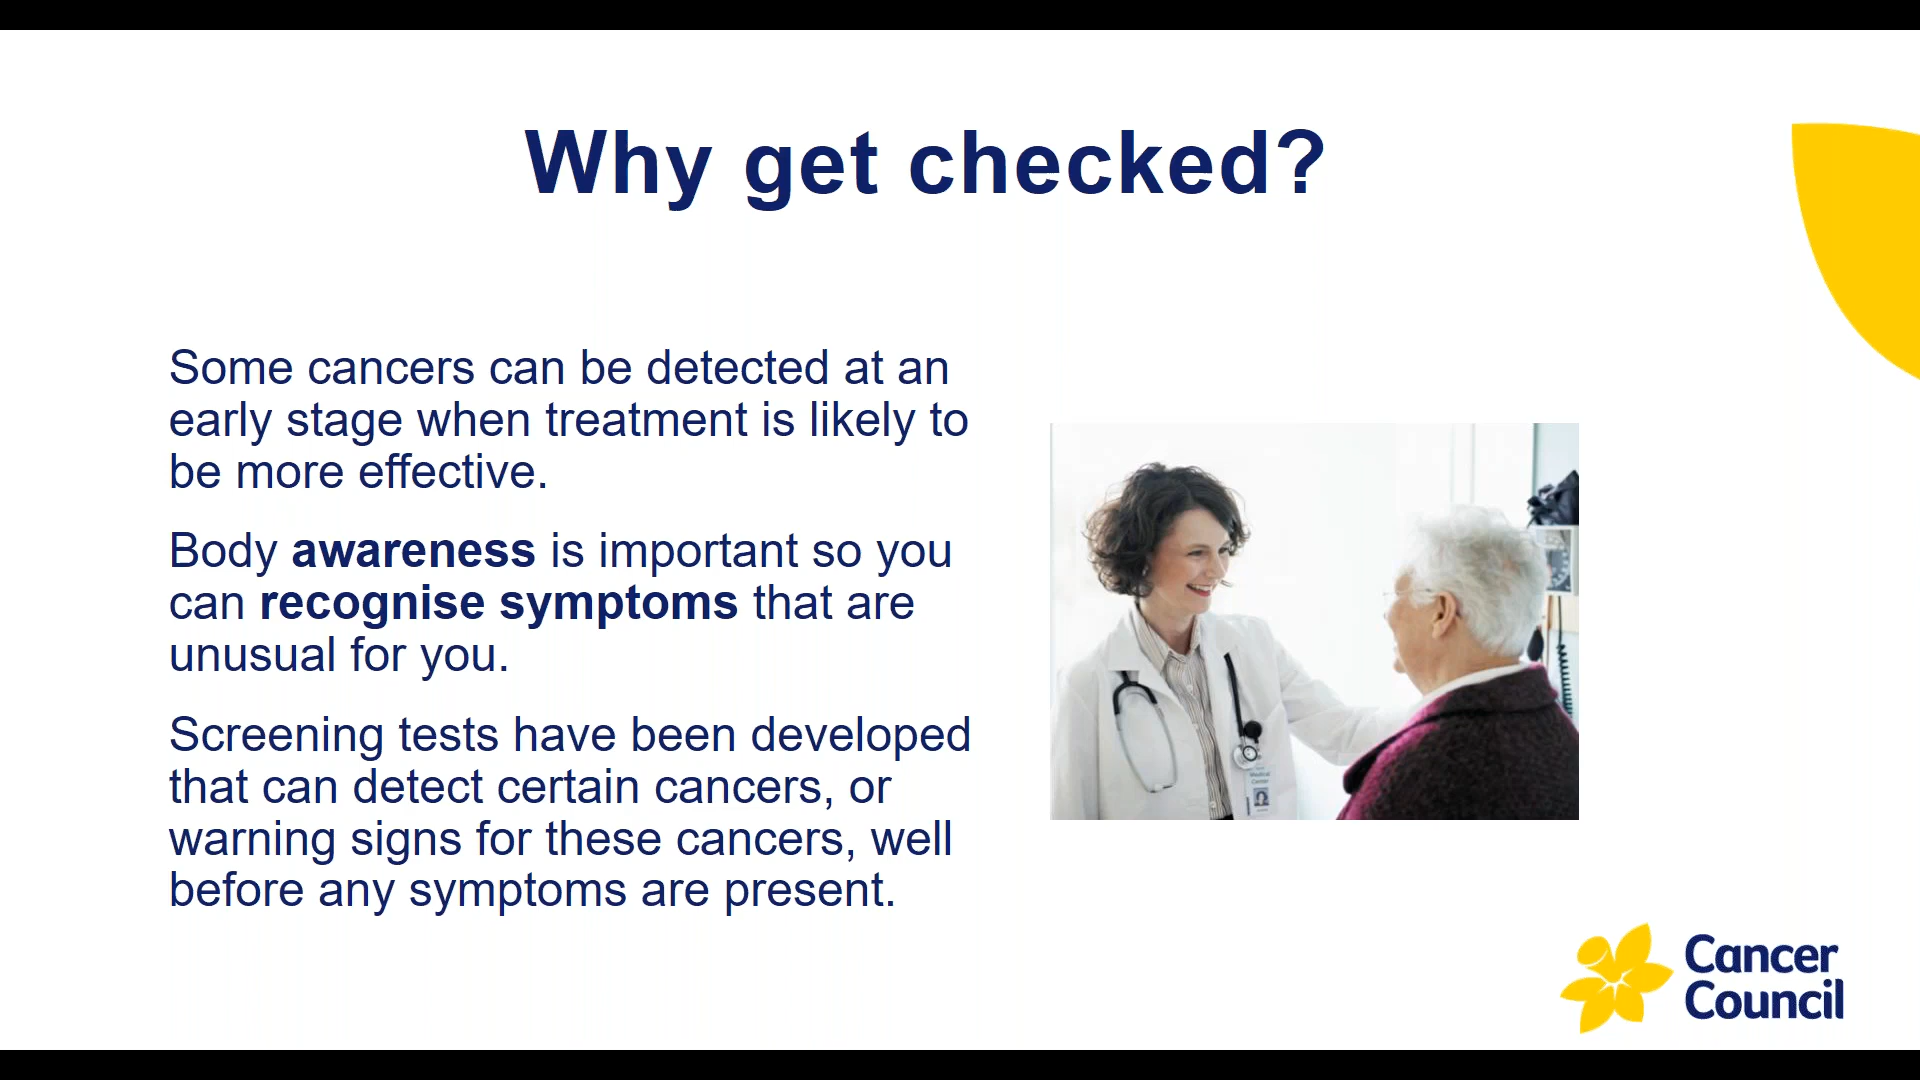 Why get checked?
Some cancers can be detected at an
early stage when treatment is likely to
be more effective.
Body awareness is important so you
can recognise symptoms that are
unusual for you.
Screening tests have been developed
that can detect certain cancers, or
warning signs for these cancers, well
before any symptoms are present.
Medical
Center
Cancer
Council